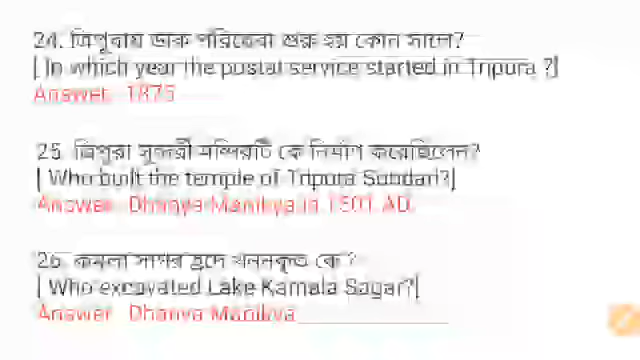 24. ত্রিপুরায় ডাক পরিষেবা শুরু হয় কোন সালে?
[ In which year the postal service started in Tripura ?]
Answer 1875
25. ত্রিপুরা সুন্দরী মন্দিরটি কে নির্মাণ করেছিলেন?
[ Who built the temple of Tripura Sundari?]
Answer Dhanya Manikya in 1501 AD.
26. কমলা সাগর হ্রদে খননকৃত কে?
[ Who excavated Lake Kamala Sagar?]
Answer Dhanya Manikya